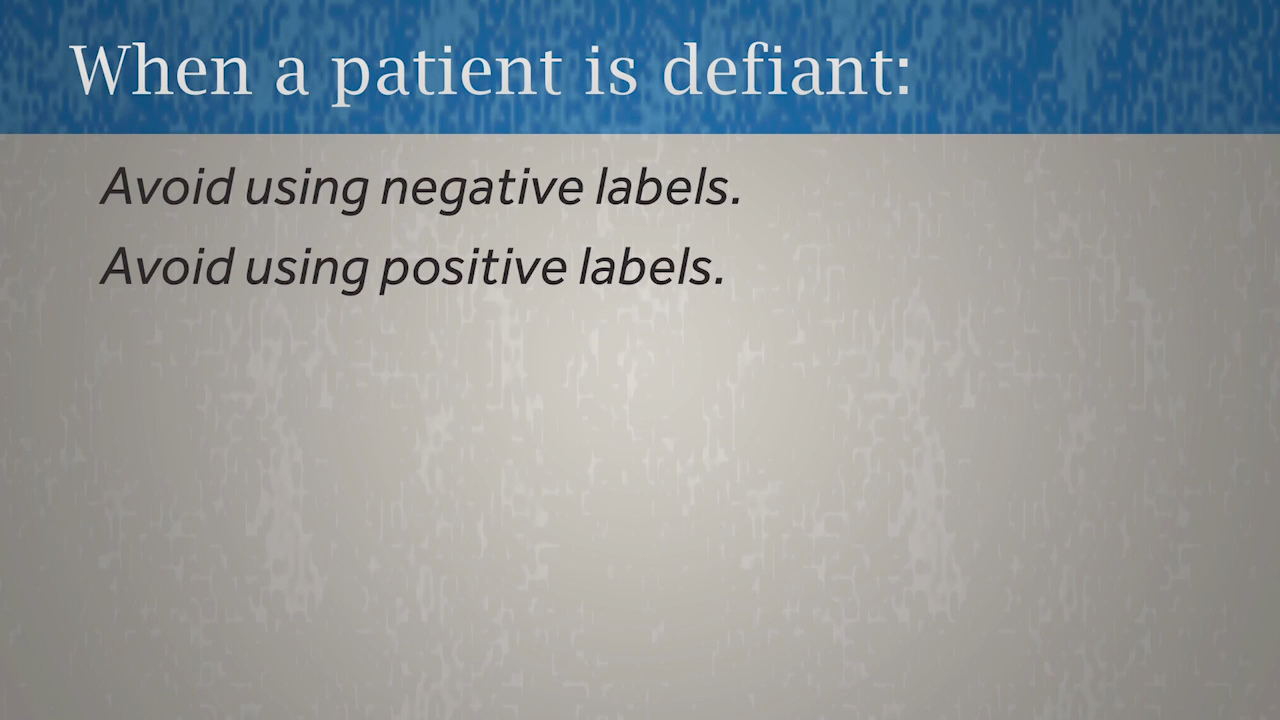 When a patient is defiant:
Avoid using negative labels.
Avoid using positive labels.